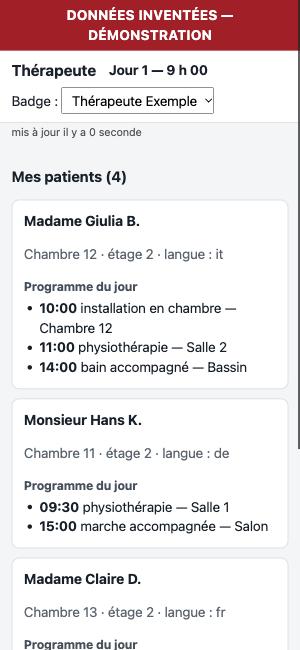 DONNÉES INVENTÉES —
DÉMONSTRATION
Thérapeute Jour 1 — 9 h 00
Badge : Thérapeute Exemple
mis à jour il y a 0 seconde
Mes patients (4)
Madame Giulia B.
Chambre 12 · étage 2 · langue : it
Programme du jour
• 10:00 installation en chambre —
Chambre 12
• 11:00 physiothérapie — Salle 2
• 14:00 bain accompagné — Bassin
Monsieur Hans K.
Chambre 11 · étage 2 · langue : de
Programme du jour
• 09:30 physiothérapie — Salle 1
• 15:00 marche accompagnée — Salon
Madame Claire D.
Chambre 13 · étage 2 · langue : fr
Programme du jour